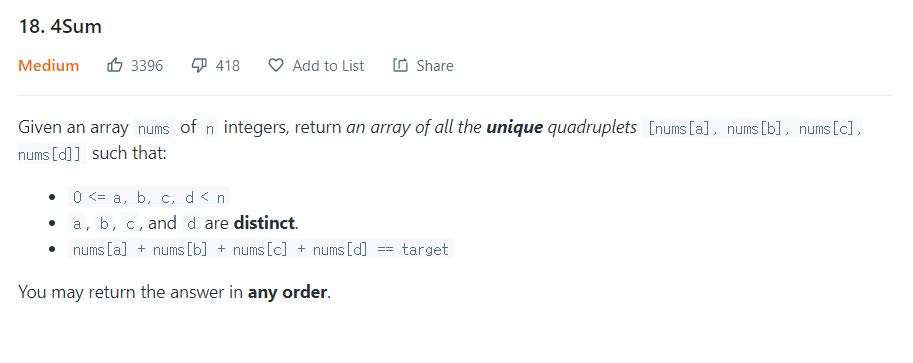 18. 4Sum
Medium 3396 418 Add to List Share
Given an array nums of n integers, return an array of all the unique quadruplets [nums[a], nums[b], nums[c],
nums[d]] such that:
• 0 <= a, b, c, d < n
• a, b, c, and d are distinct.
• nums[a] + nums[b] + nums[c] + nums[d] == target
You may return the answer in any order.